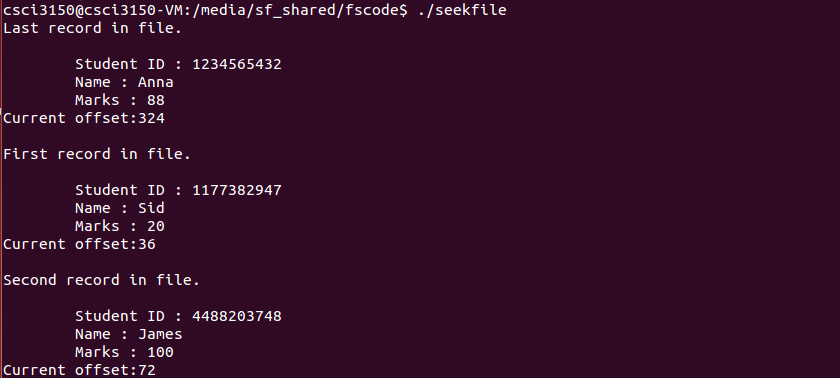 csci3150@csci3150-VM:/media/sf_shared/fscode$ ./seekfile
Last record in file.
Student ID : 1234565432
Name : Anna
Marks : 88
Current offset:324
First record in file.
Student ID : 1177382947
Name : Sid
Marks : 20
Current offset:36
Second record in file.
Student ID : 4488203748
Name : James
Marks : 100
Current offset:72